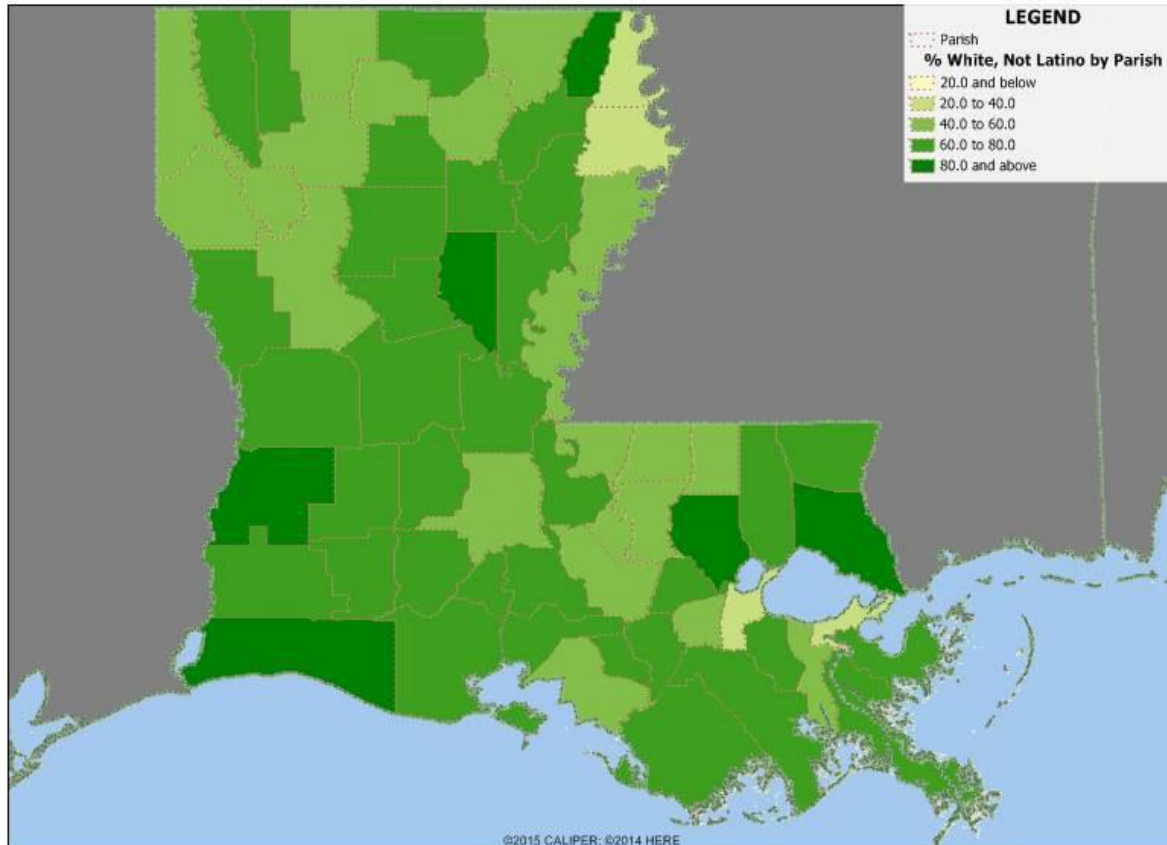 LEGEND
Parish
% White, Not Latino by Parish
20.0 and below
20.0 to 40.0
40.0 to 60.0
60.0 to 80.0
80.0 and above
©2015 CALIPER; ©2014 HERE